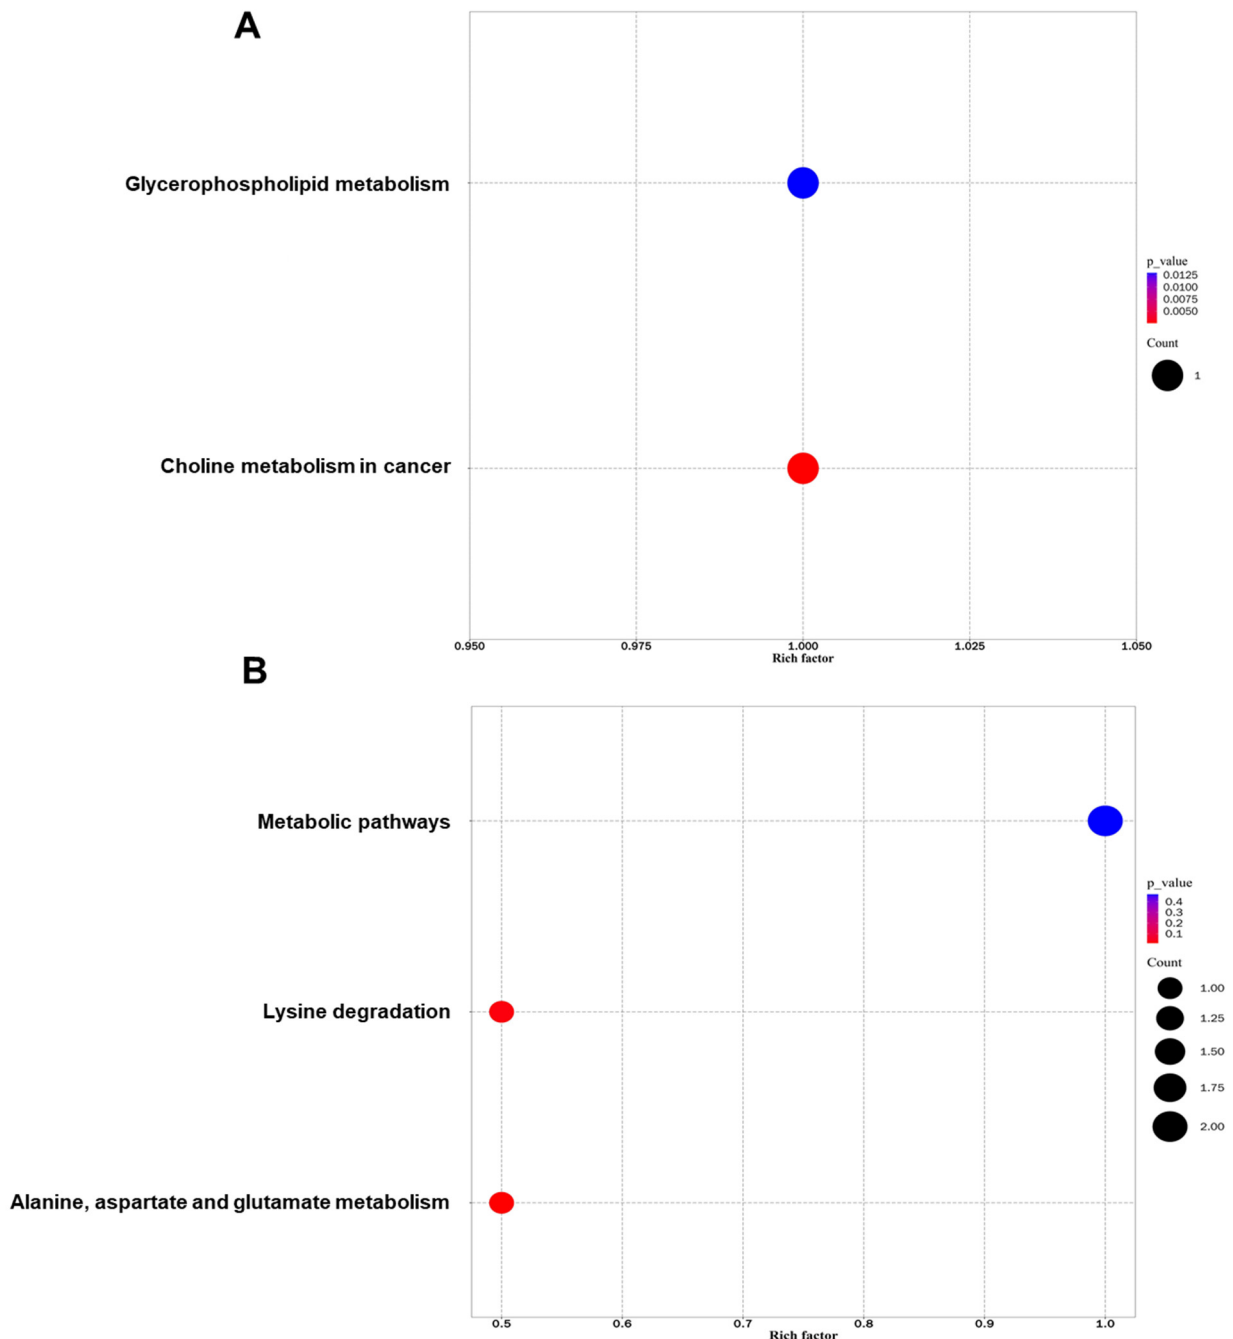 A
Glycerophospholipid metabolism
Choline metabolism in cancer
p_value
0.0125
0.0100
0.0075
0.0050
Count
1
0.950 0.975 1.000 1.025 1.050
Rich factor
B
Metabolic pathways
Lysine degradation
Alanine, aspartate and glutamate metabolism
p_value
0.4
0.3
0.2
0.1
Count
1.00
1.25
1.50
1.75
2.00
0.5 0.6 0.7 0.8 0.9 1.0
Rich factor